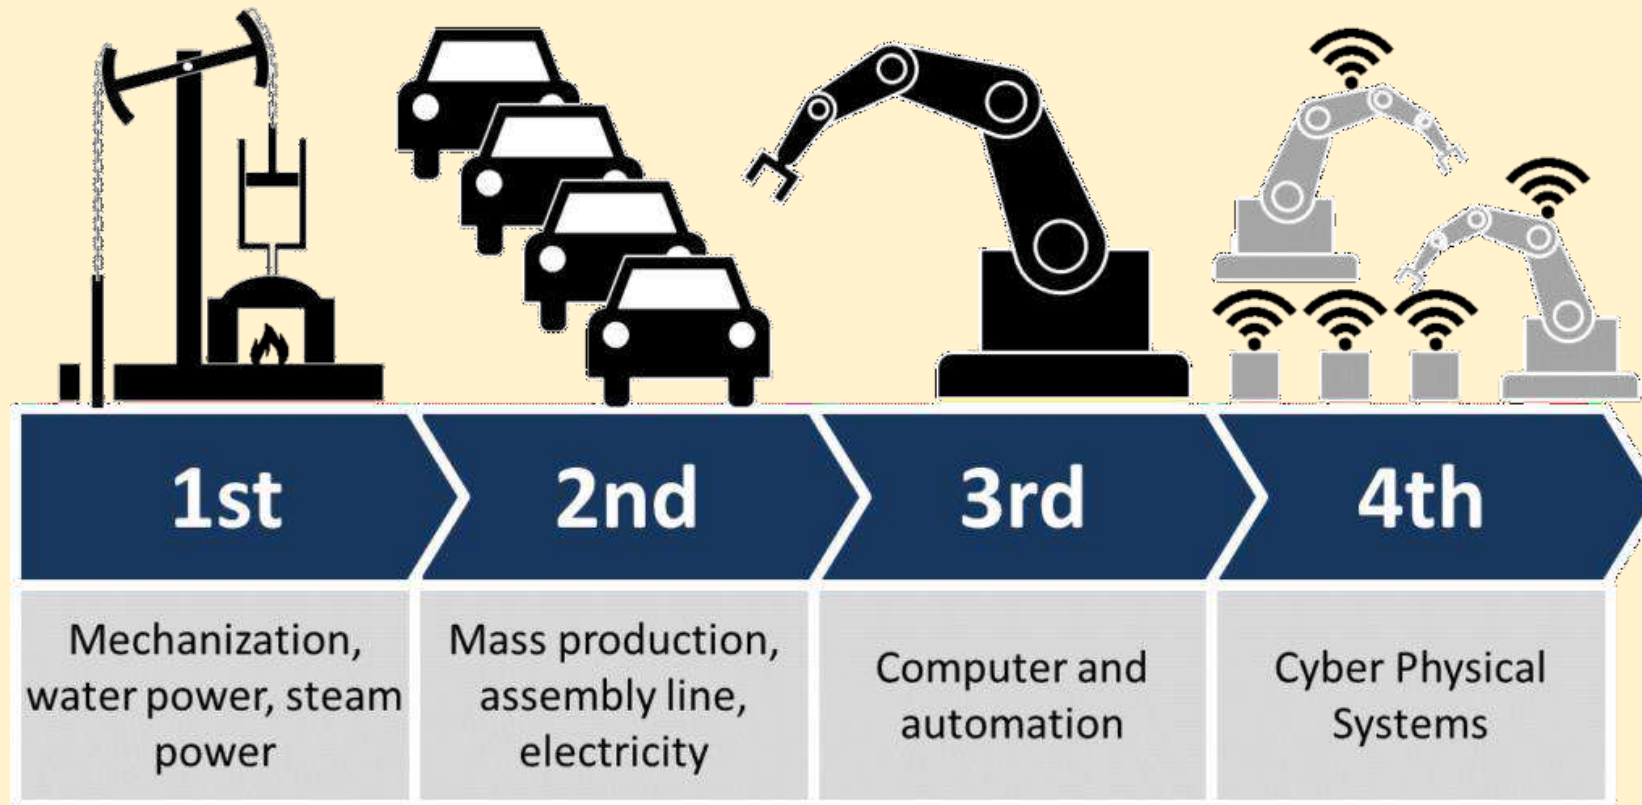 1st
2nd
3rd
4th
Mechanization,
water power, steam
power
Mass production,
assembly line,
electricity
Computer and
automation
Cyber Physical
Systems